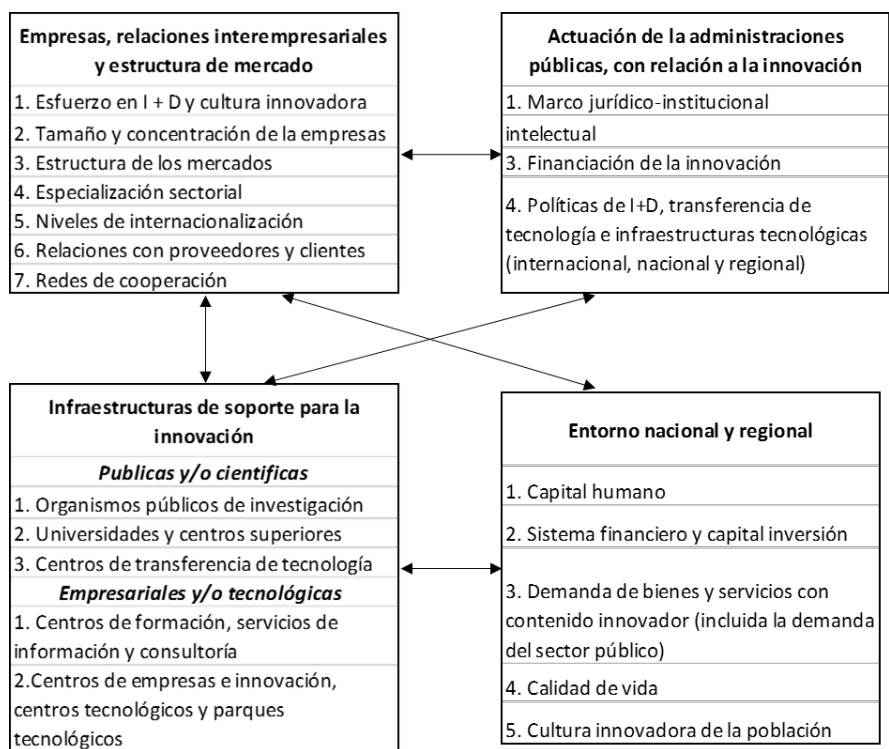 Empresas, relaciones interempresariales
y estructura de mercado
1. Esfuerzo en I + D y cultura innovadora
2. Tamaño y concentración de la empresas
3. Estructura de los mercados
4. Especialización sectorial
5. Niveles de internacionalización
6. Relaciones con proveedores y clientes
7. Redes de cooperación
Actuación de la administraciones
públicas, con relación a la innovación
1. Marco jurídico-institucional
intelectual
3. Financiación de la innovación
4. Políticas de I+D, transferencia de
tecnología e infraestructuras tecnológicas
(internacional, nacional y regional)
Infraestructuras de soporte para la
innovación
Publicas y/o cientificas
1. Organismos públicos de investigación
2. Universidades y centros superiores
3. Centros de transferencia de tecnología
Empresariales y/o tecnológicas
1. Centros de formación, servicios de
información y consultoría
2.Centros de empresas e innovación,
centros tecnológicos y parques
tecnológicos
Entorno nacional y regional
1. Capital humano
2. Sistema financiero y capital inversión
3. Demanda de bienes y servicios con
contenido innovador (incluida la demanda
del sector público)
4. Calidad de vida
5. Cultura innovadora de la población